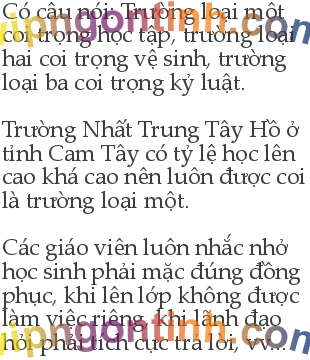 Có câu nói: Trường loại một
coi trọng học tập, trường loại
hai coi trọng vệ sinh, trường
loại ba coi trọng kỷ luật.
Trường Nhất Trung Tây Hồ ở
tỉnh Cam Tây có tỷ lệ học lên
cao khá cao nên luôn được coi
là trường loại một.
Các giáo viên luôn nhắc nhở
học sinh phải mặc đúng đồng
phục, khi lên lớp không được
làm việc riêng, khi lãnh đạo
hỏi phải tích cực trả lời, vv...